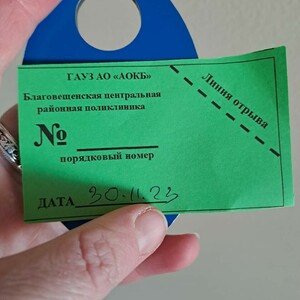 ГАУЗ АО «АОКБ»
Благовещенская центральная
районная поликлиника
Линия отрыва
№
порядковый номер
ДАТА 30.11.23